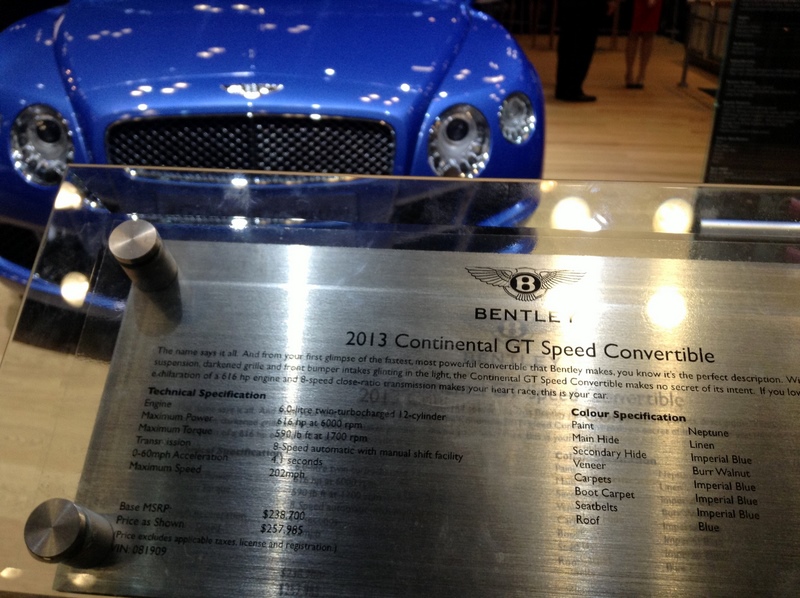 B
BENTLEY
2013 Continental GT Speed Convertible
The name says it all. And from your first glimpse of the fastest, most powerful convertible that Bentley makes, you know it's the perfect description. Wi
suspension, darkened grille and front bumper intakes glinting in the light, the Continental GT Speed Convertible makes no secret of its intent. If you low
exhilaration of a 616 hp engine and 8-speed close-ratio transmission makes your heart race, this is your car.
Technical Specification
Engine 6.0-litre twin-turbocharged 12-cylinder
Maximum Power 616 hp at 6000 rpm
Maximum Torque 590 lb ft at 1700 rpm
Transmission 8-Speed automatic with manual shift facility
0-60mph Acceleration 4.1 seconds
Maximum Speed 202mph
Base MSRP $238,700
Price as Shown $257,985
(Price excludes applicable taxes, license and registration.)
VIN: 081909
Colour Specification
Paint Neptune
Main Hide Linen
Secondary Hide Imperial Blue
Veneer Burr Walnut
Carpets Imperial Blue
Boot Carpet Imperial Blue
Seatbelts Imperial Blue
Roof Blue